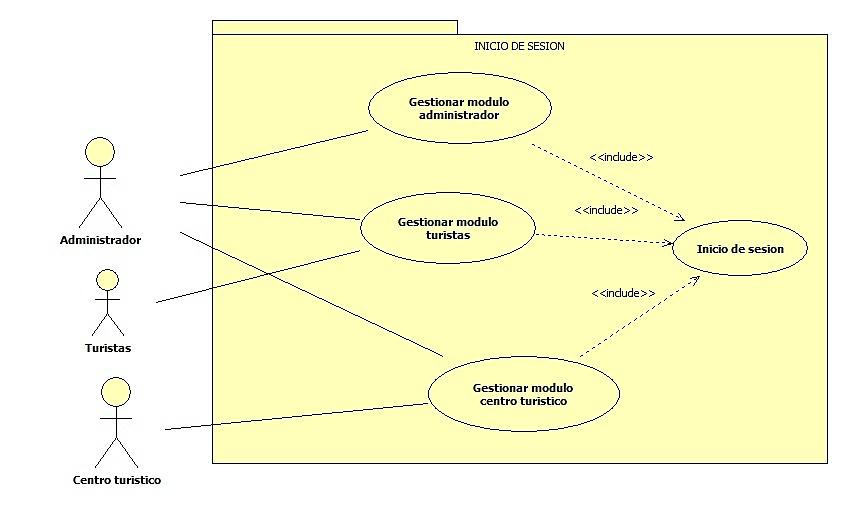 INICIO DE SESION
Gestionar modulo
administrador
<<include>>
Administrador
Gestionar modulo
turistas
<<include>>
Inicio de sesion
Turistas
<<include>>
Gestionar modulo
centro turistico
Centro turistico